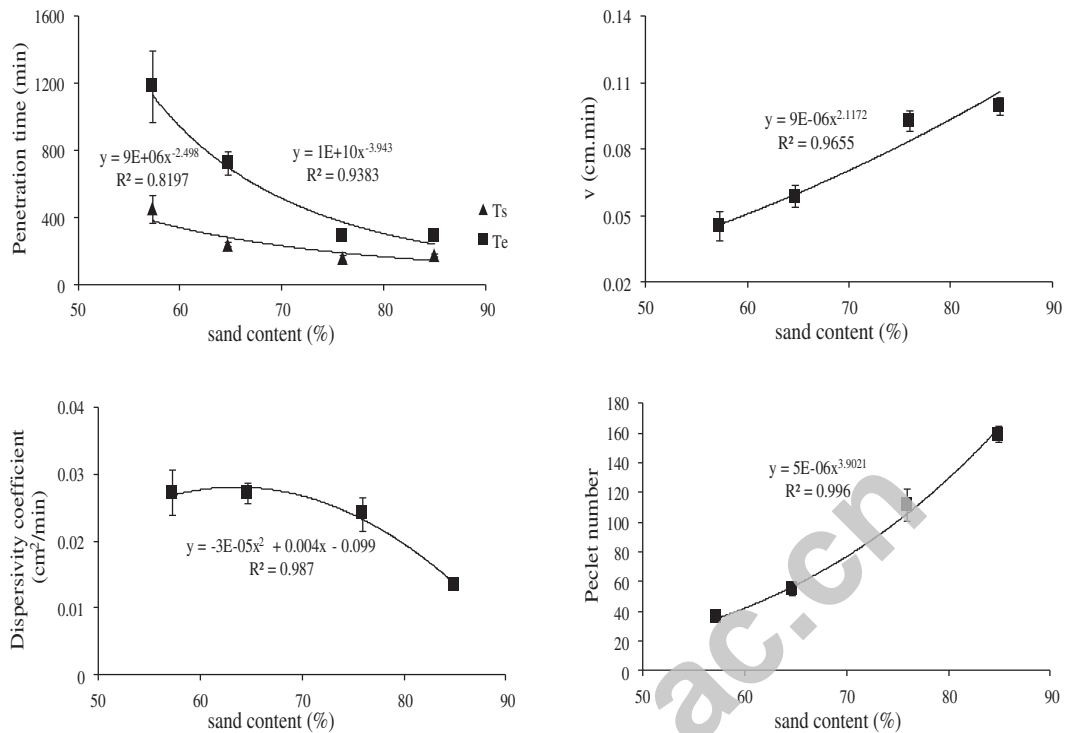 1600
1200
800
400
0
Penetration time (min)
y = 9E+06x^-2.498
R² = 0.8197
y = 1E+10x^-3.943
R² = 0.9383
Ts
Te
50 60 70 80 90
sand content (%)
0.14
0.11
0.08
0.05
0.02
v (cm.min)
y = 9E-06x^2.1172
R² = 0.9655
50 60 70 80 90
sand content (%)
0.04
0.03
0.02
0.01
0
Dispersivity coefficient
(cm²/min)
y = -3E-05x² + 0.004x - 0.099
R² = 0.987
50 60 70 80 90
sand content (%)
180
160
140
120
100
80
60
40
20
0
Peclet number
y = 5E-06x^3.9021
R² = 0.996
50 60 70 80 90
sand content (%)
ac.cn